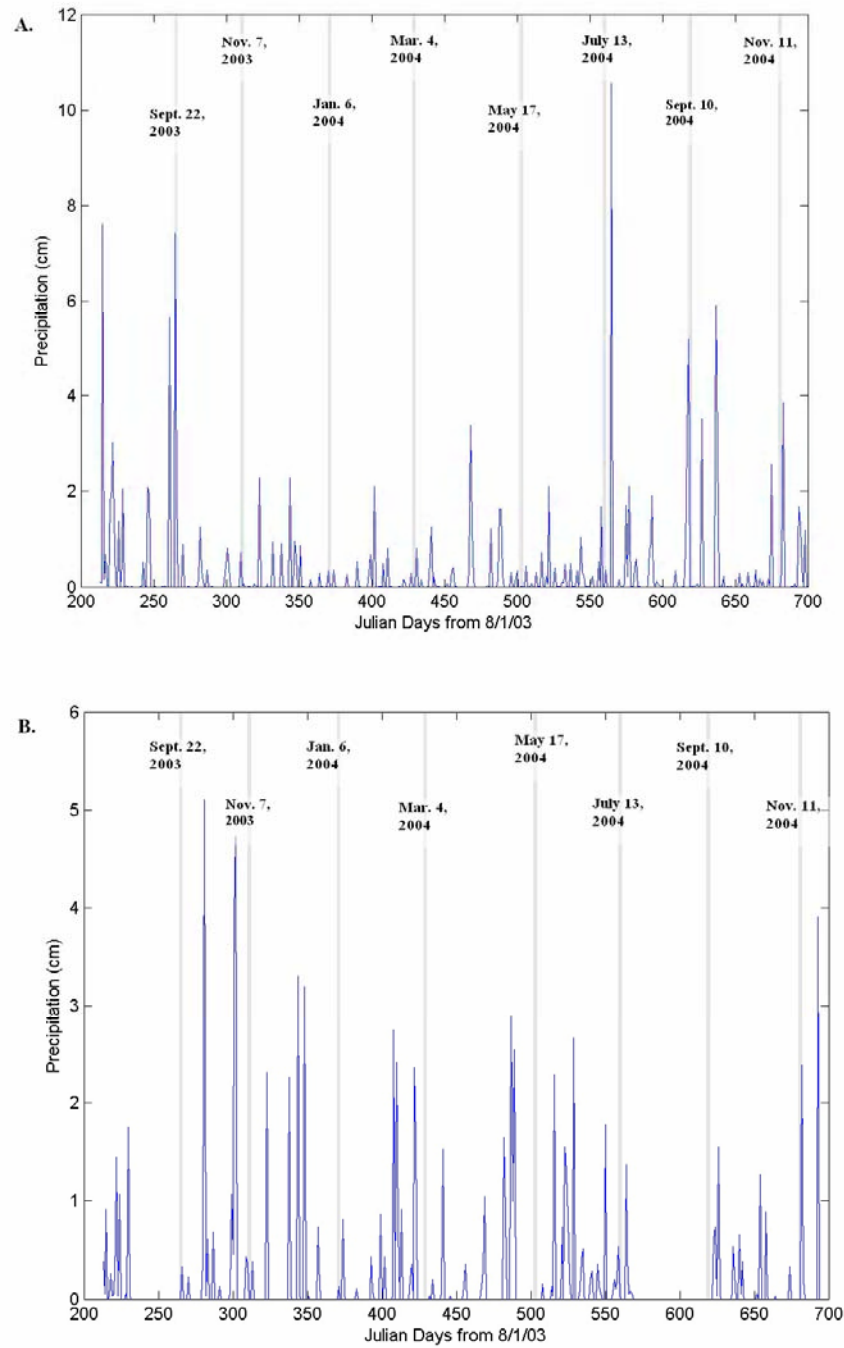 A.
12
10
8
6
4
2
0
Precipitation (cm)
Nov. 7,
2003
Mar. 4,
2004
July 13,
2004
Nov. 11,
2004
Sept. 22,
2003
Jan. 6,
2004
May 17,
2004
Sept. 10,
2004
200 250 300 350 400 450 500 550 600 650 700
Julian Days from 8/1/03
B.
6
5
4
3
2
1
0
Precipitation (cm)
Sept. 22,
2003
Jan. 6,
2004
May 17,
2004
Sept. 10,
2004
Nov. 7,
2003
Mar. 4,
2004
July 13,
2004
Nov. 11,
2004
200 250 300 350 400 450 500 550 600 650 700
Julian Days from 8/1/03